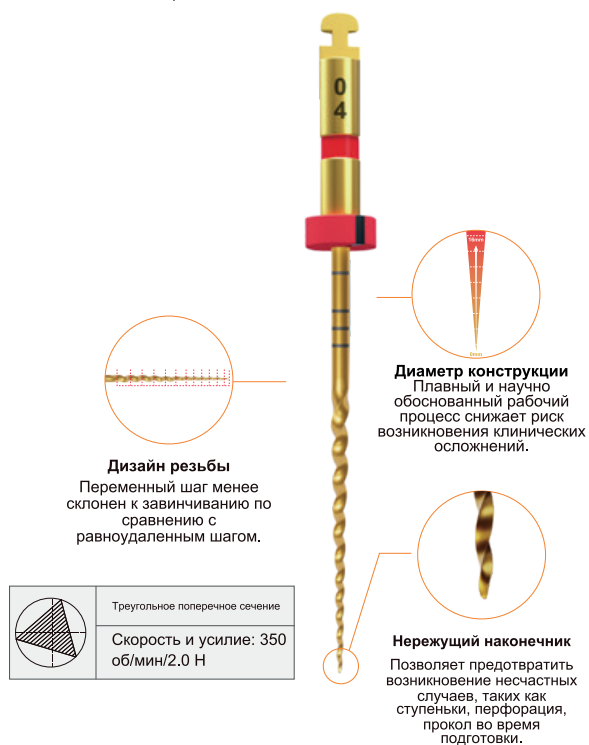 0
4
16mm
0mm
Диаметр конструкции
Плавный и научно
обоснованный рабочий
процесс снижает риск
возникновения клинических
осложнений.
Дизайн резьбы
Переменный шаг менее
склонен к завинчиванию по
сравнению с
равноудаленным шагом.
Треугольное поперечное сечение
Скорость и усилие: 350
об/мин/2.0 Н
Нережущий наконечник
Позволяет предотвратить
возникновение несчастных
случаев, таких как
ступеньки, перфорация,
прокол во время
подготовки.